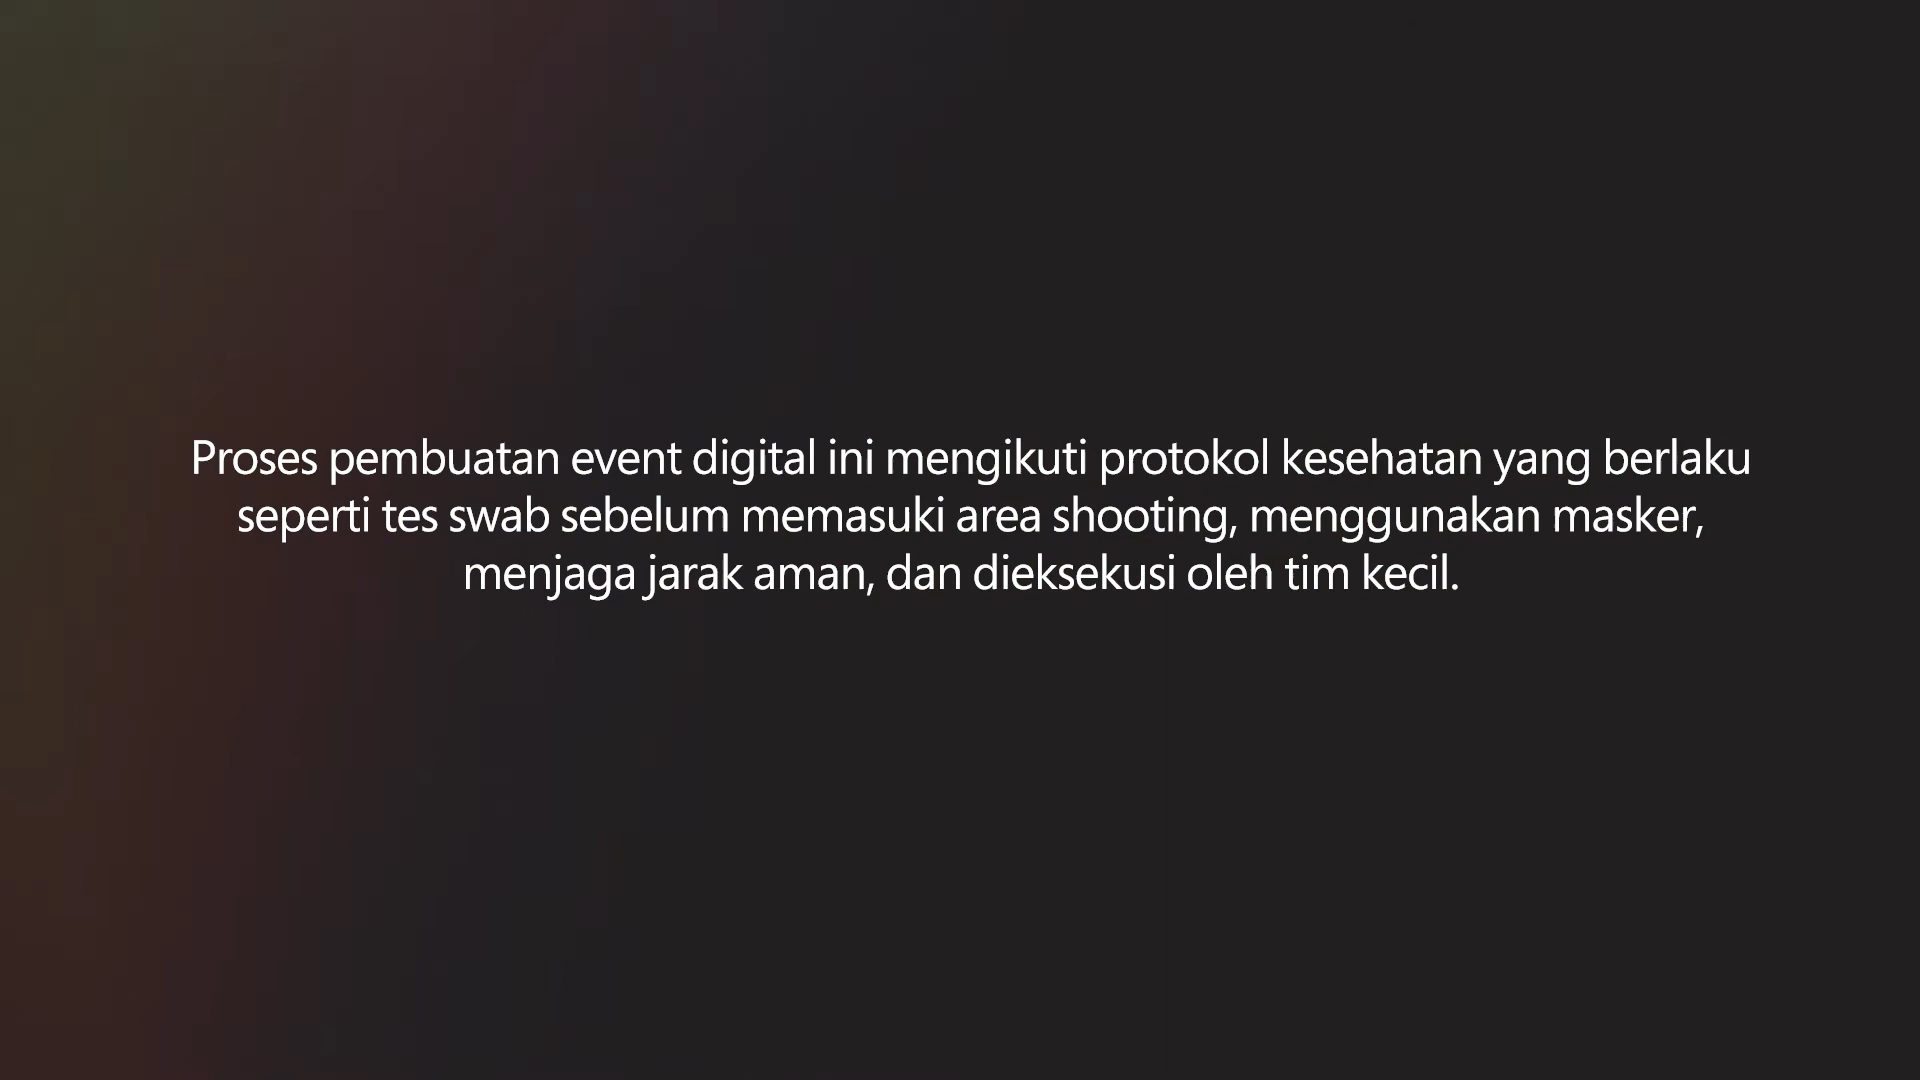 Proses pembuatan event digital ini mengikuti protokol kesehatan yang berlaku
seperti tes swab sebelum memasuki area shooting, menggunakan masker,
menjaga jarak aman, dan dieksekusi oleh tim kecil.